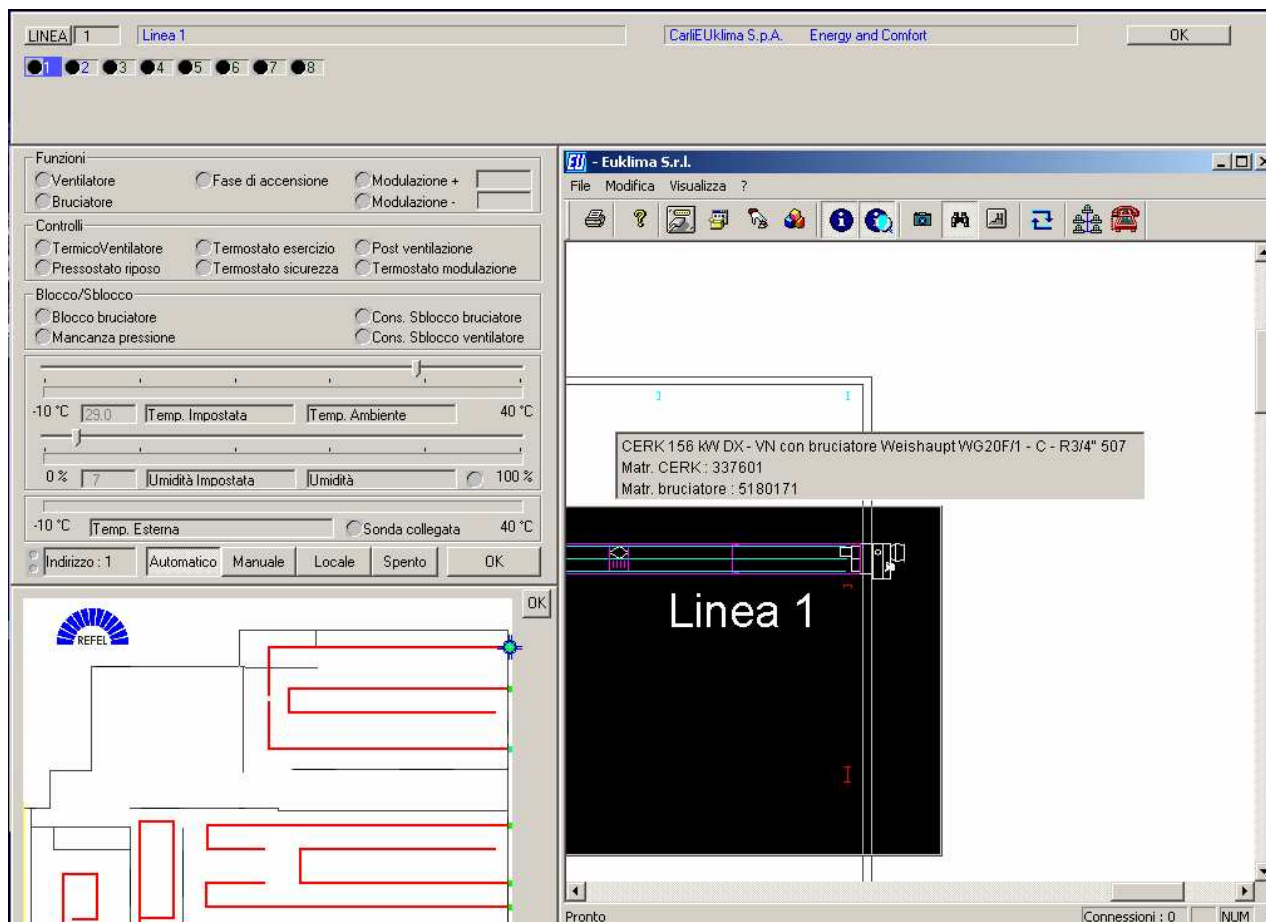 LINEA 1 Linea 1 CarliEUklima S.p.A. Energy and Comfort OK
1 2 3 4 5 6 7 8
Funzioni
Ventilatore Fase di accensione Modulazione +
Bruciatore Modulazione -
Controlli
TermicoVentilatore Termostato esercizio Post ventilazione
Pressostato riposo Termostato sicurezza Termostato modulazione
Blocco/Sblocco
Blocco bruciatore Cons. Sblocco bruciatore
Mancanza pressione Cons. Sblocco ventilatore
-10 °C 29.0 Temp. Impostata Temp. Ambiente 40 °C
0 % 7 Umidità Impostata Umidità 100 %
-10 °C Temp. Esterna Sonda collegata 40 °C
Indirizzo : 1 Automatico Manuale Locale Spento OK
OK
REFEL
EU - Euklima S.r.l.
File Modifica Visualizza ?
CERK 156 kW DX - VN con bruciatore Weishaupt WG20F/1 - C - R3/4" 507
Matr. CERK : 337601
Matr. bruciatore : 5180171
Linea 1
Pronto Connessioni : 0 NUM